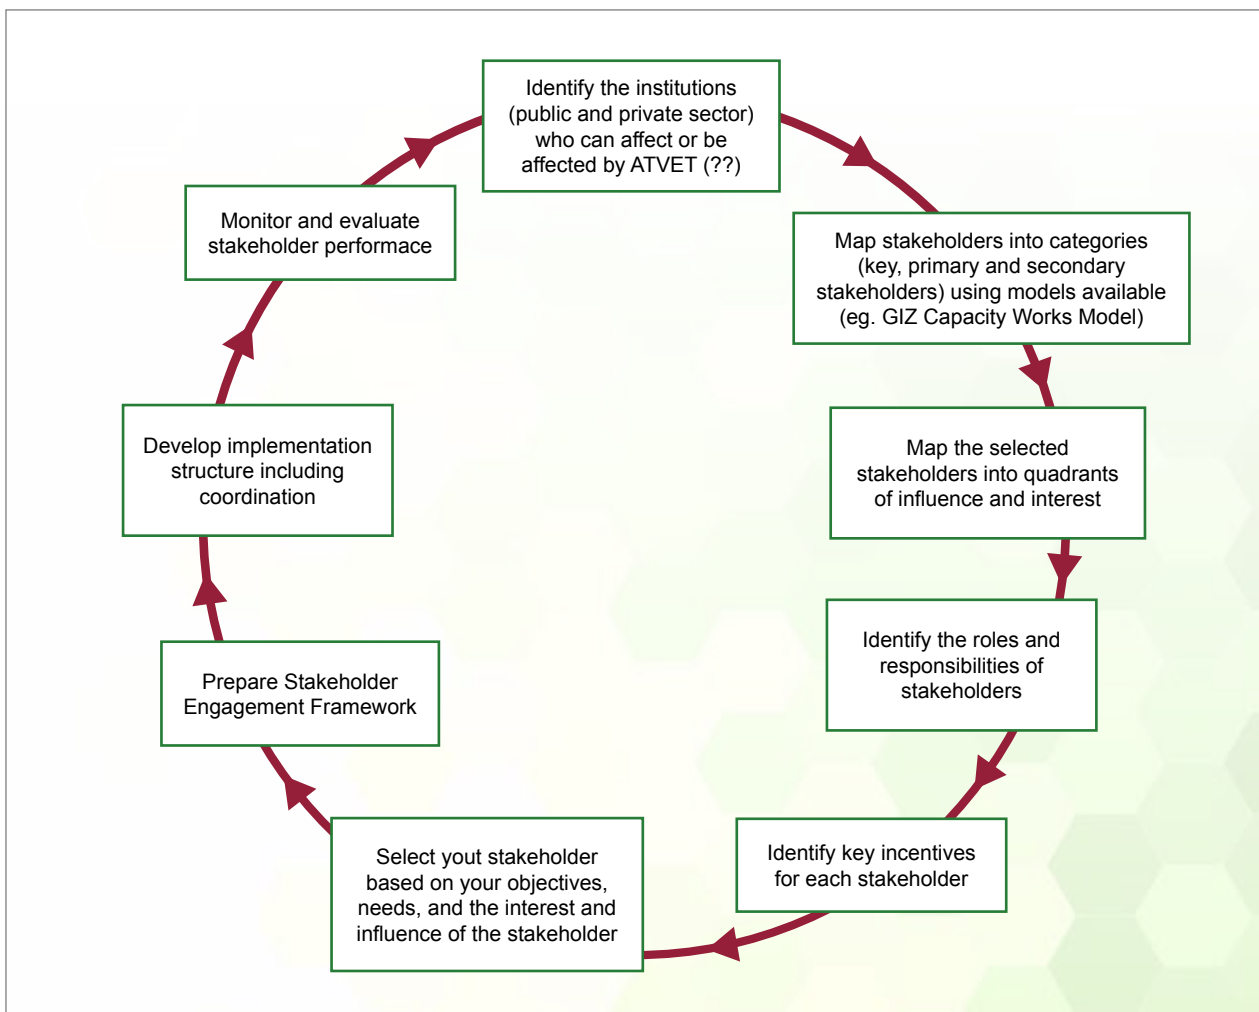 Identify the institutions
(public and private sector)
who can affect or be
affected by ATVET (??)
Map stakeholders into categories
(key, primary and secondary
stakeholders) using models available
(eg. GIZ Capacity Works Model)
Map the selected
stakeholders into quadrants
of influence and interest
Identify the roles and
responsibilities of
stakeholders
Identify key incentives
for each stakeholder
Select yout stakeholder
based on your objectives,
needs, and the interest and
influence of the stakeholder
Prepare Stakeholder
Engagement Framework
Develop implementation
structure including
coordination
Monitor and evaluate
stakeholder performace